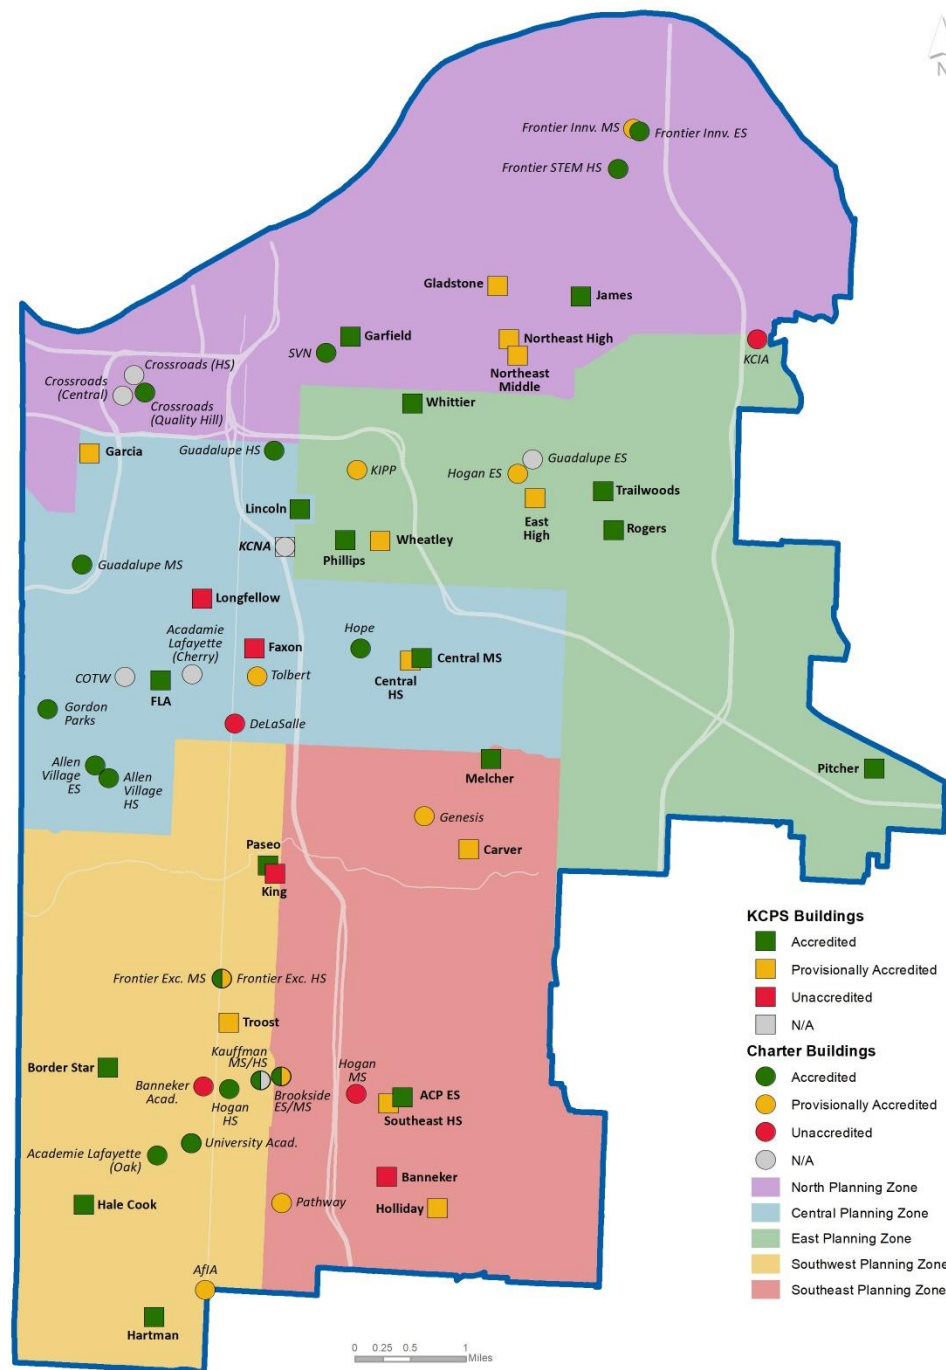 N
Frontier Innv. MS
Frontier Innv. ES
Frontier STEM HS
Gladstone
James
Garfield
Northeast High
SVN
KCIA
Northeast
Middle
Crossroads (HS)
Crossroads
(Central)
Crossroads
(Quality Hill)
Whittier
Garcia
Guadalupe HS
KIPP
Guadalupe ES
Hogan ES
Trailwoods
Lincoln
East
High
Rogers
KCNA
Phillips
Wheatley
Guadalupe MS
Longfellow
Acadamie
Lafayette
(Cherry)
Faxon
Hope
Central MS
COTW
FLA
Tolbert
Central
HS
Gordon
Parks
DeLaSalle
Allen
Village
ES
Allen
Village
HS
Melcher
Pitcher
Genesis
Carver
Paseo
King
Frontier Exc. MS
Frontier Exc. HS
Troost
Kauffman
MS/HS
Border Star
Banneker
Acad.
Hogan
HS
Brookside
ES/MS
Hogan
MS
ACP ES
Southeast HS
University Acad.
Academie Lafayette
(Oak)
Banneker
Hale Cook
Pathway
Holliday
AfIA
Hartman
KCPS Buildings
Accredited
Provisionally Accredited
Unaccredited
N/A
Charter Buildings
Accredited
Provisionally Accredited
Unaccredited
N/A
North Planning Zone
Central Planning Zone
East Planning Zone
Southwest Planning Zone
Southeast Planning Zone
0 0.25 0.5 1
Miles